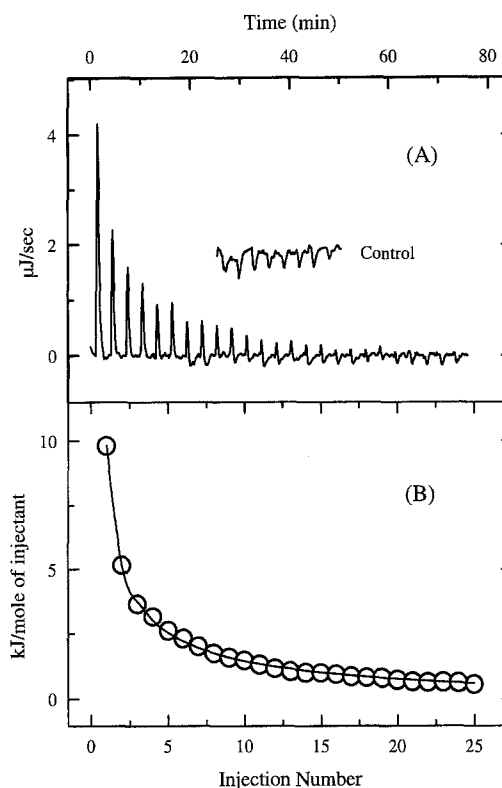 Time (min)
0 20 40 60 80
(A)
4
2
0
µJ/sec
Control
(B)
10
5
0
kJ/mole of injectant
0 5 10 15 20 25
Injection Number